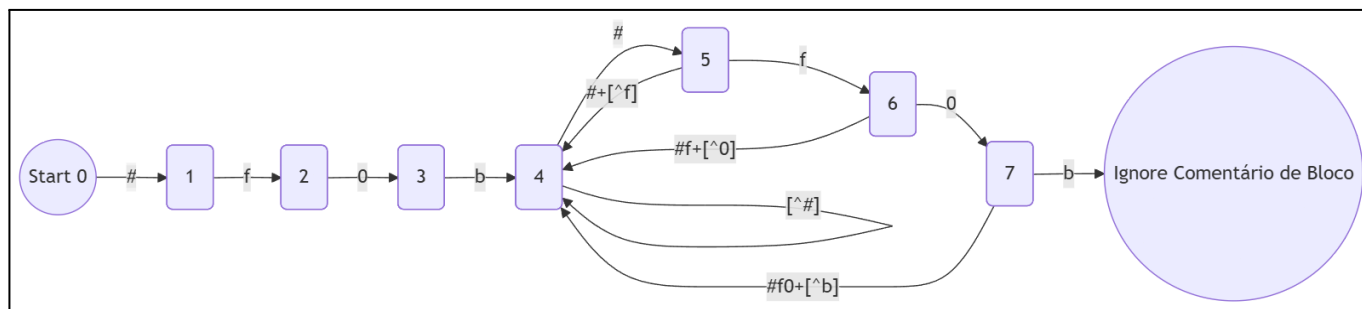 #
5
f
#+[^f]
6
0
#f+[^0]
Start 0
#
1
f
2
0
3
b
4
7
b
Ignore Comentário de Bloco
[^#]
#f0+[^b]